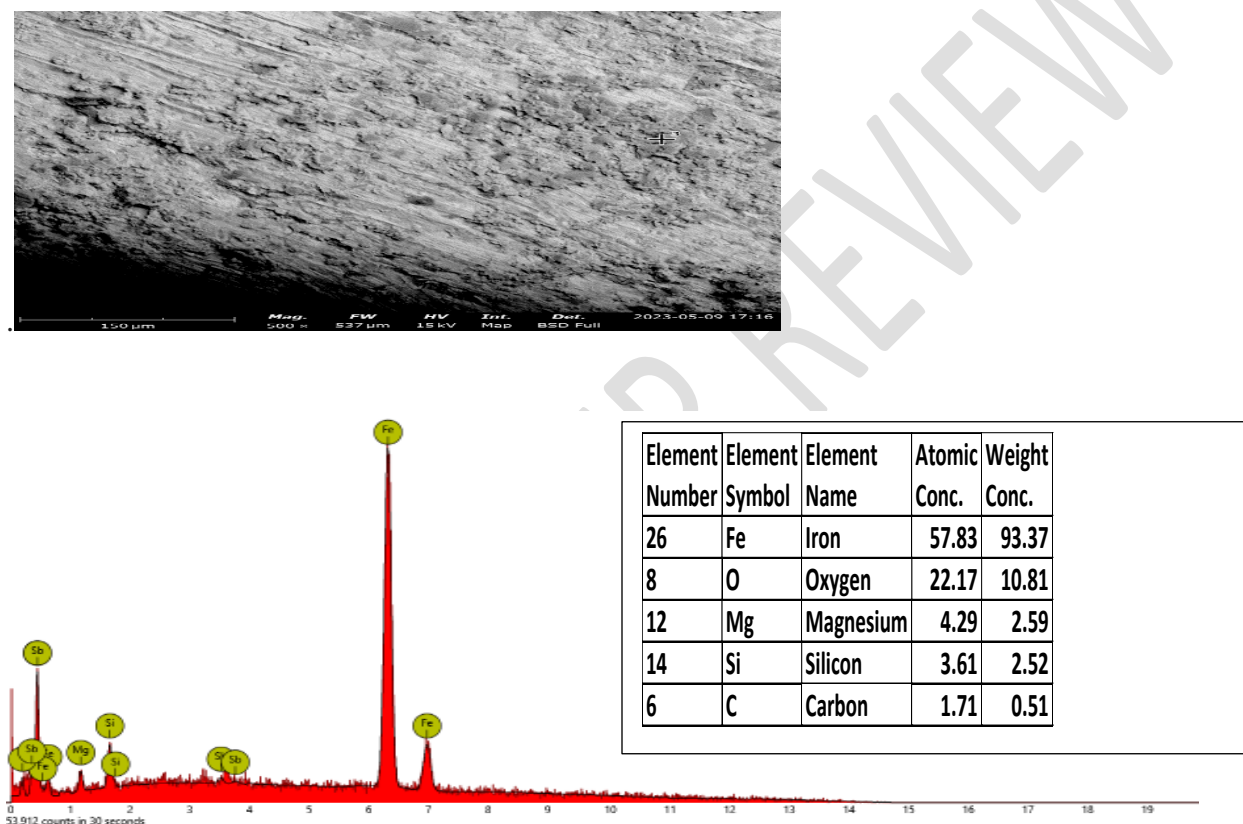 Mag. FW HV Int. Det. 2023-05-09 17:16
150 µm 500 × 537 µm 15 kV Map BSD Full
ER REVIEW
Fe
Sb
Si Fe
Sb Mg Sb
Fe Si
0 1 2 3 4 5 6 7 8 9 10 11 12 13 14 15 16 17 18 19
53,912 counts in 30 seconds
Element Element Element Atomic Weight
Number Symbol Name Conc. Conc.
26 Fe Iron 57.83 93.37
8 O Oxygen 22.17 10.81
12 Mg Magnesium 4.29 2.59
14 Si Silicon 3.61 2.52
6 C Carbon 1.71 0.51